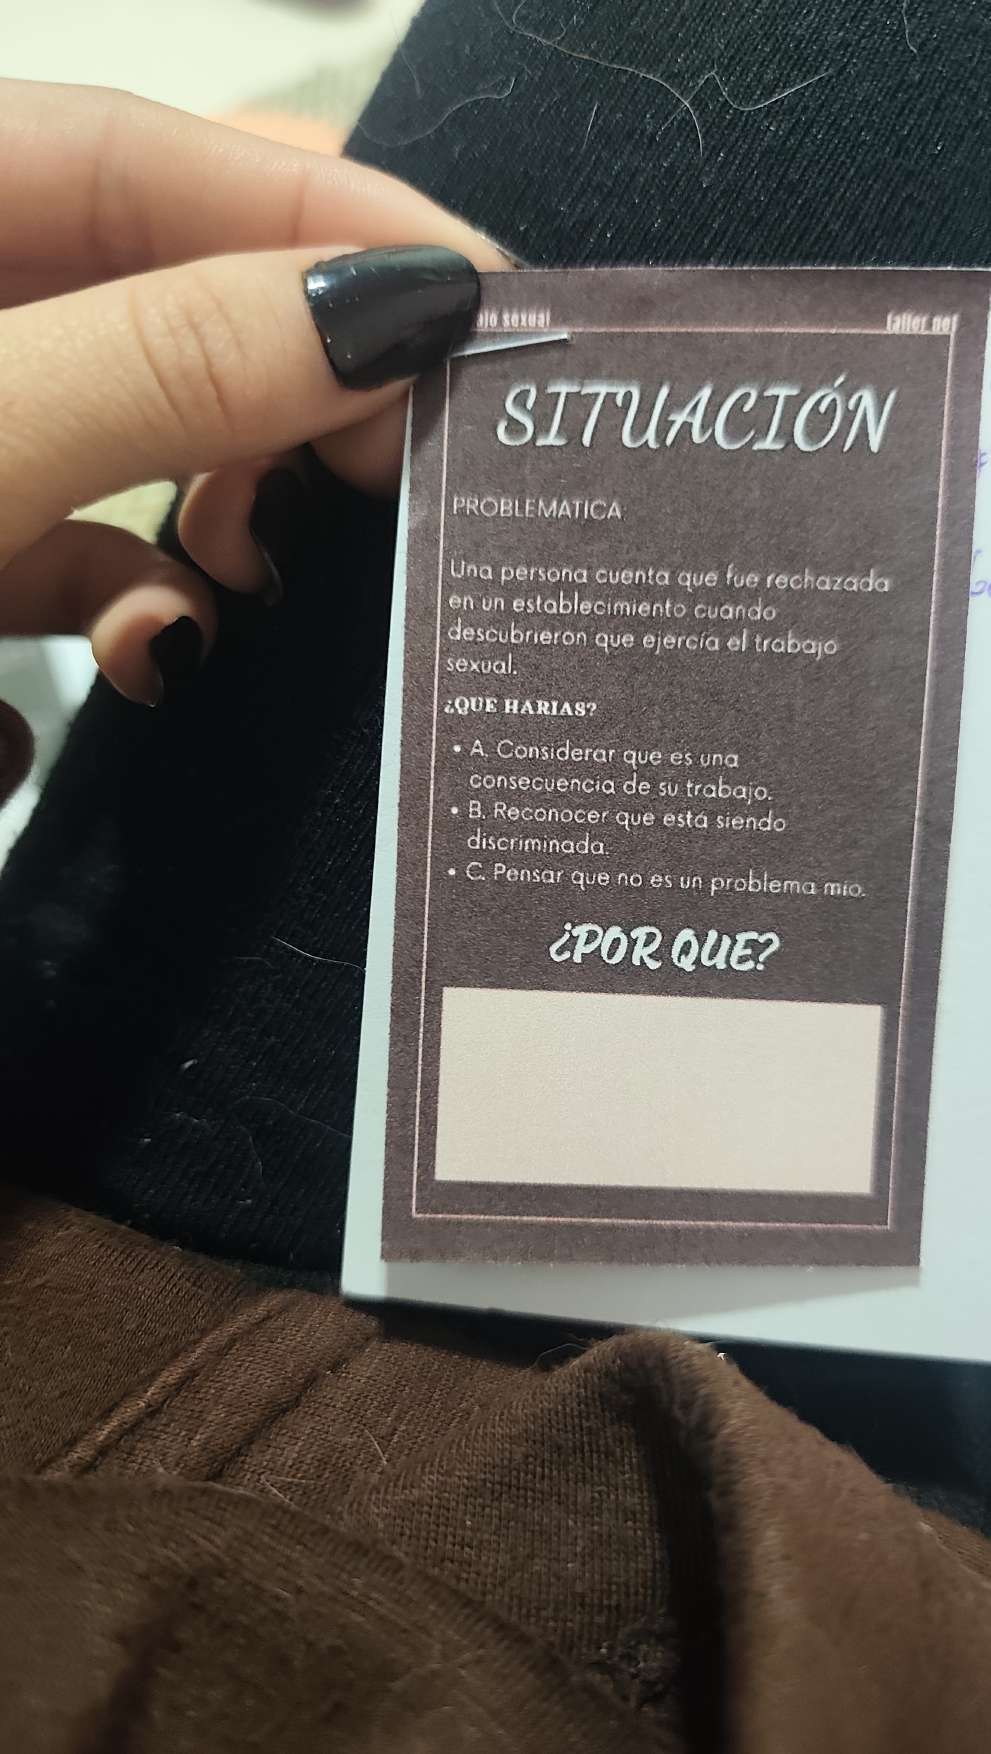 sexual
taller
SITUACIÓN
PROBLEMATICA
Una persona cuenta que fue rechazada
en un establecimiento cuando
descubrieron que ejercía el trabajo
sexual.
¿QUE HARIAS?
• A. Considerar que es una
consecuencia de su trabajo.
• B. Reconocer que está siendo
discriminada.
• C. Pensar que no es un problema mío.
¿POR QUE?